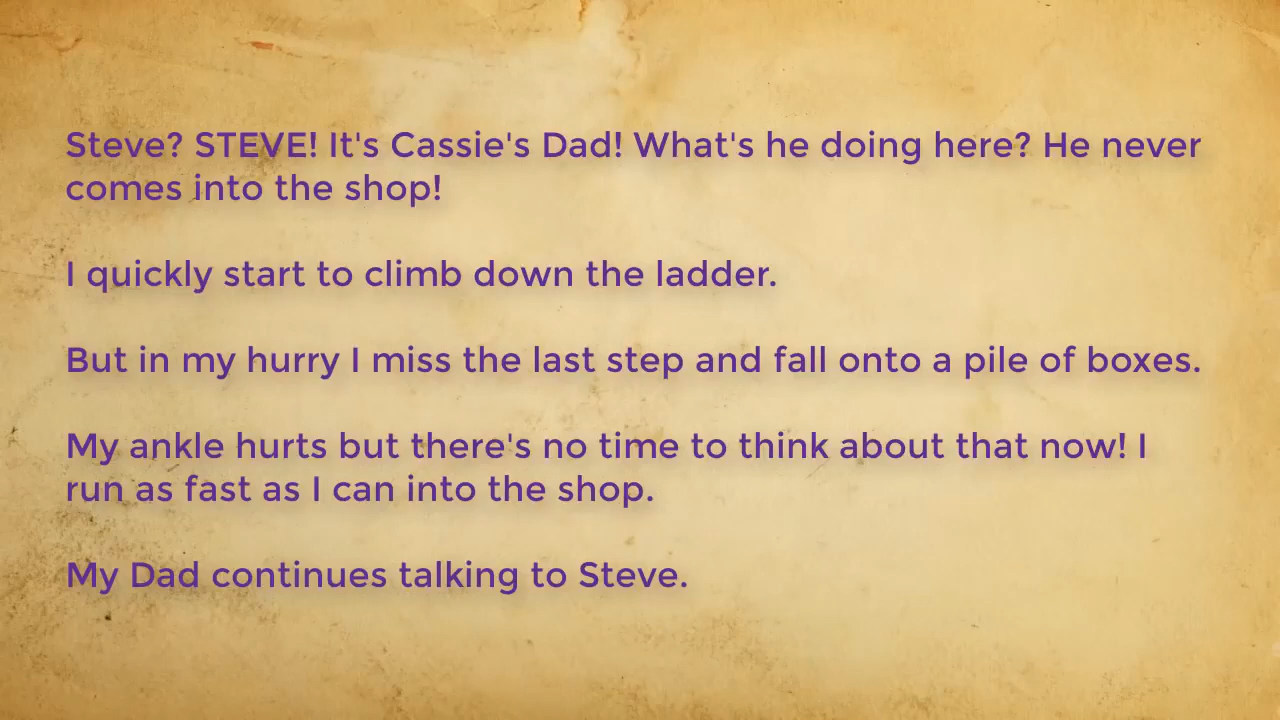 Steve? STEVE! It's Cassie's Dad! What's he doing here? He never
comes into the shop!
I quickly start to climb down the ladder.
But in my hurry I miss the last step and fall onto a pile of boxes.
My ankle hurts but there's no time to think about that now! I
run as fast as I can into the shop.
My Dad continues talking to Steve.